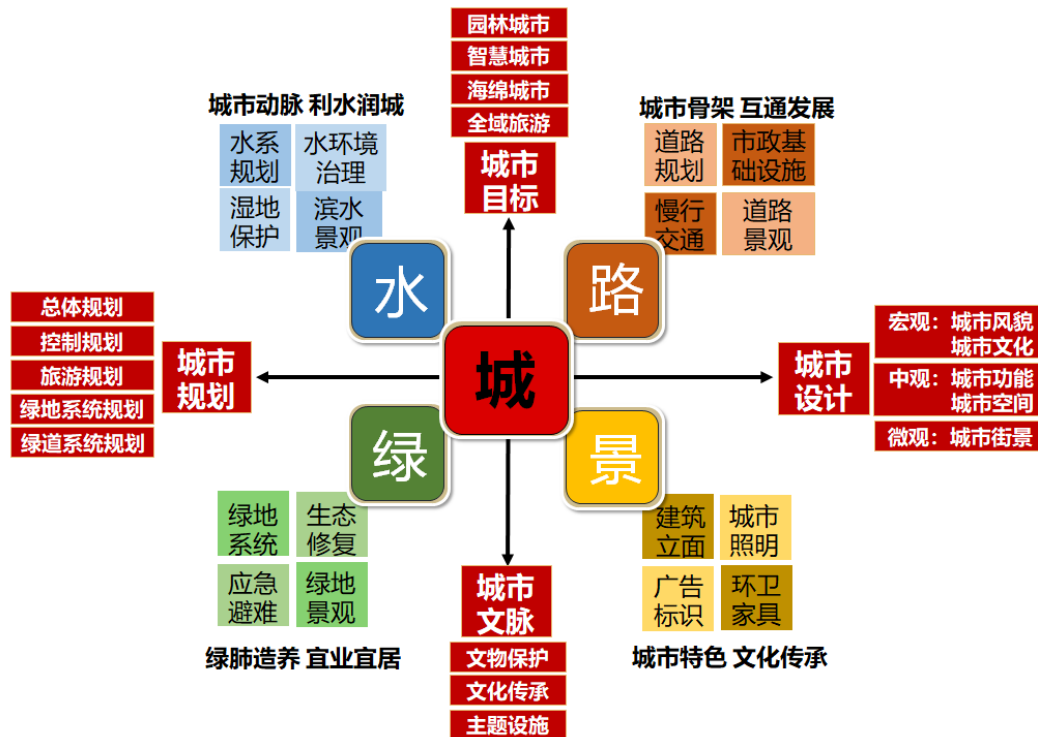 园林城市
智慧城市
海绵城市
全域旅游
城市
目标
城市动脉 利水润城
水系
规划
水环境
治理
湿地
保护
滨水
景观
城市骨架 互通发展
道路
规划
市政基
础设施
慢行
交通
道路
景观
水
路
总体规划
控制规划
旅游规划
绿地系统规划
绿道系统规划
城市
规划
城
城市
设计
宏观：城市风貌
城市文化
中观：城市功能
城市空间
微观：城市街景
绿
景
绿地
系统
生态
修复
应急
避难
绿地
景观
绿肺造养 宜业宜居
城市
文脉
文物保护
文化传承
主题设施
建筑
立面
城市
照明
广告
标识
环卫
家具
城市特色 文化传承